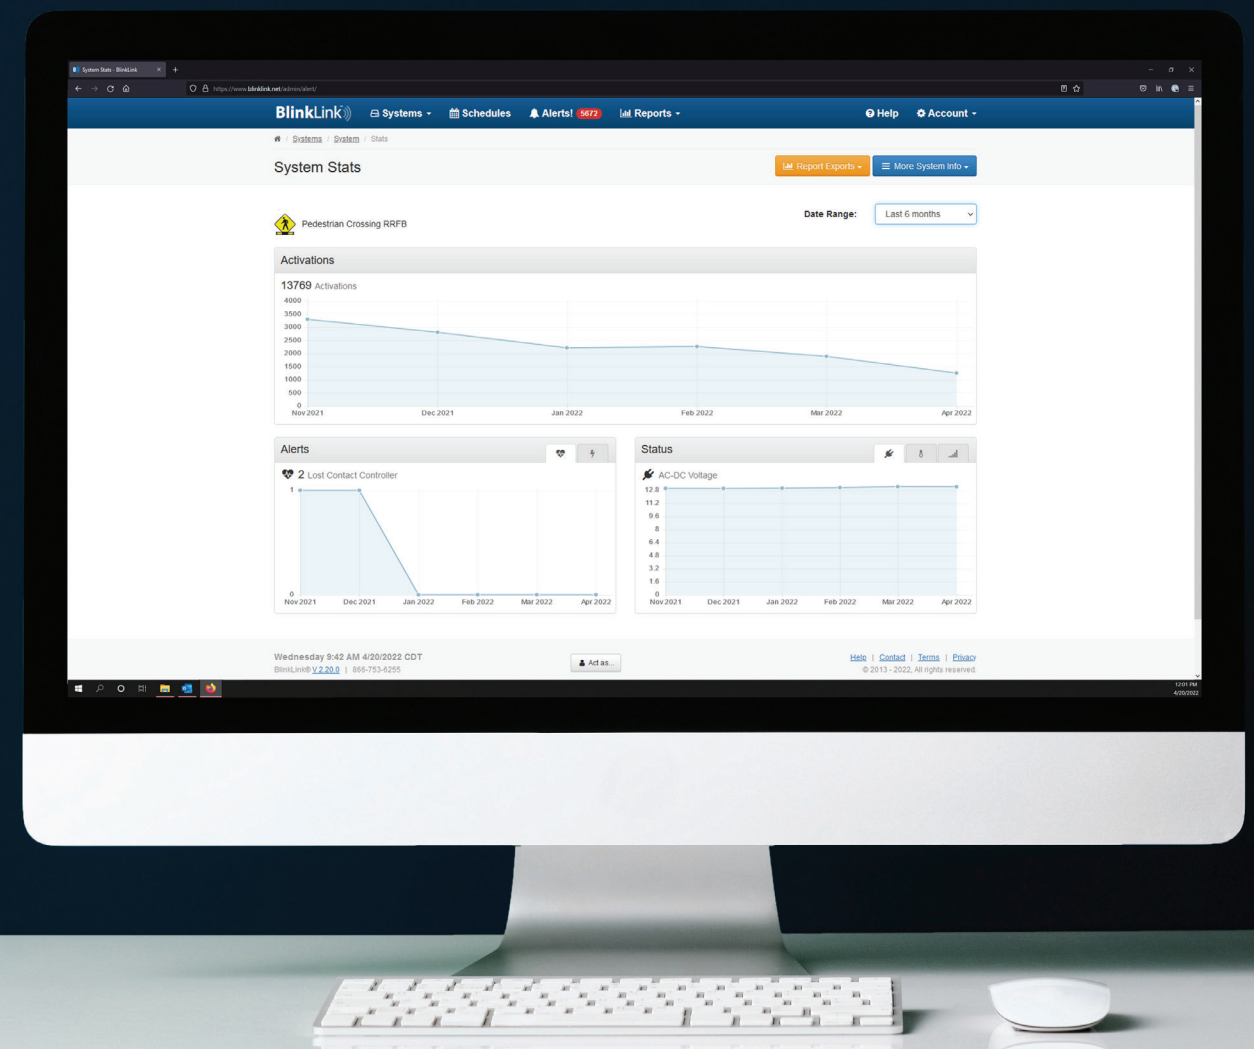 System Stats - BlinkLink
https://www.blinklink.net/admin/alert/
BlinkLink
Systems
Schedules
Alerts! 5672
Reports
Help
Account
/ Systems / System / Stats
System Stats
Report Exports
More System Info
Pedestrian Crossing RRFB
Date Range:
Last 6 months
Activations
13769 Activations
4000
3500
3000
2500
2000
1500
1000
500
0
Nov 2021 Dec 2021 Jan 2022 Feb 2022 Mar 2022 Apr 2022
Alerts
2 Lost Contact Controller
1
0
Nov 2021 Dec 2021 Jan 2022 Feb 2022 Mar 2022 Apr 2022
Status
AC-DC Voltage
12.8
11.2
9.6
8
6.4
4.8
3.2
1.6
0
Nov 2021 Dec 2021 Jan 2022 Feb 2022 Mar 2022 Apr 2022
Wednesday 9:42 AM 4/20/2022 CDT
BlinkLink® V 2.20.0 | 866-753-6255
Act as...
Help | Contact | Terms | Privacy
© 2013 - 2022, All rights reserved.
12:01 PM
4/20/2022